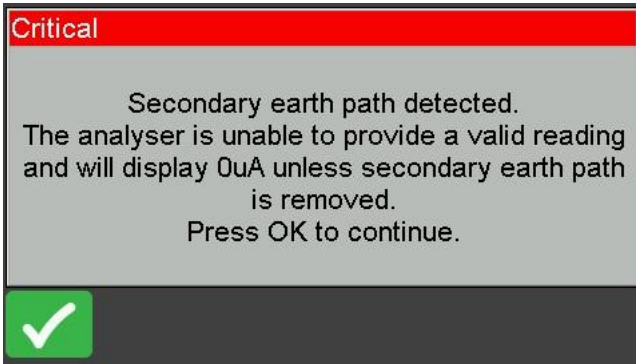 Critical
Secondary earth path detected.
The analyser is unable to provide a valid reading
and will display 0uA unless secondary earth path
is removed.
Press OK to continue.